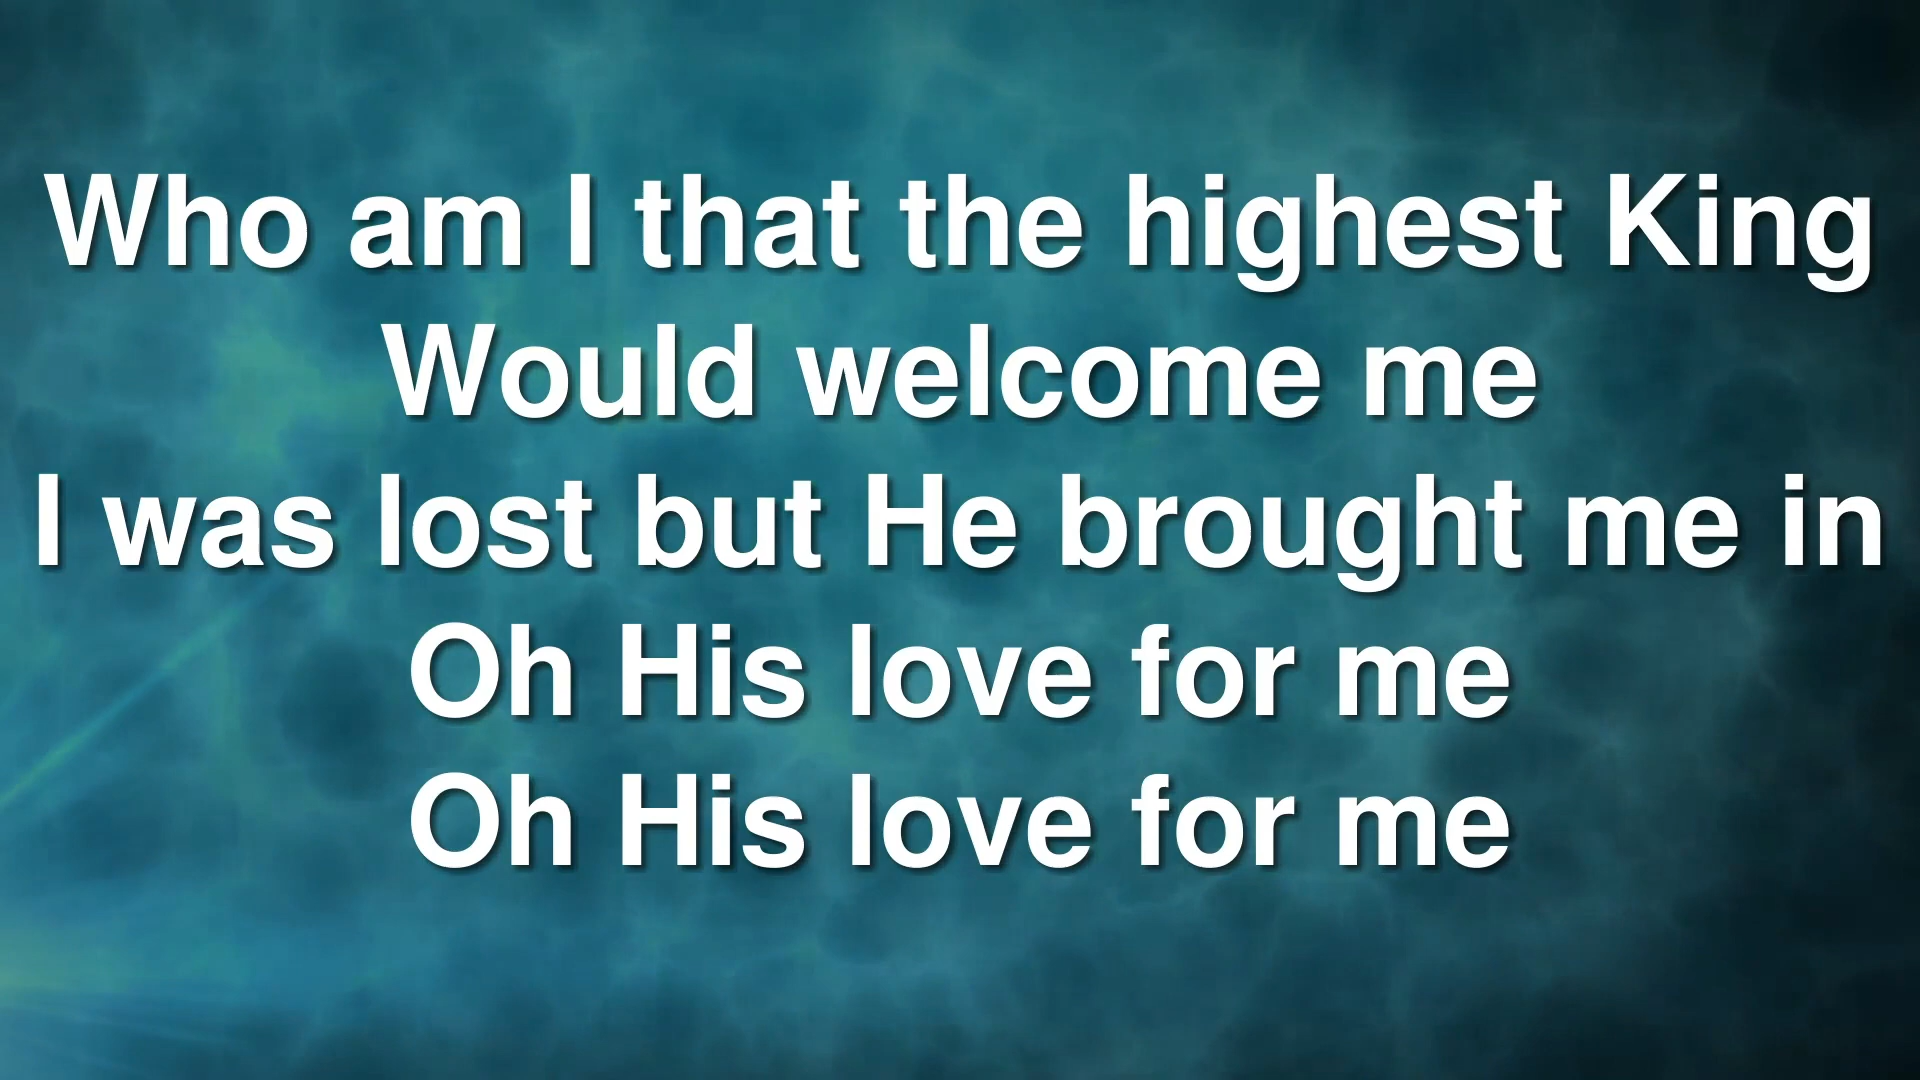 Who am I that the highest King
Would welcome me
I was lost but He brought me in
Oh His love for me
Oh His love for me